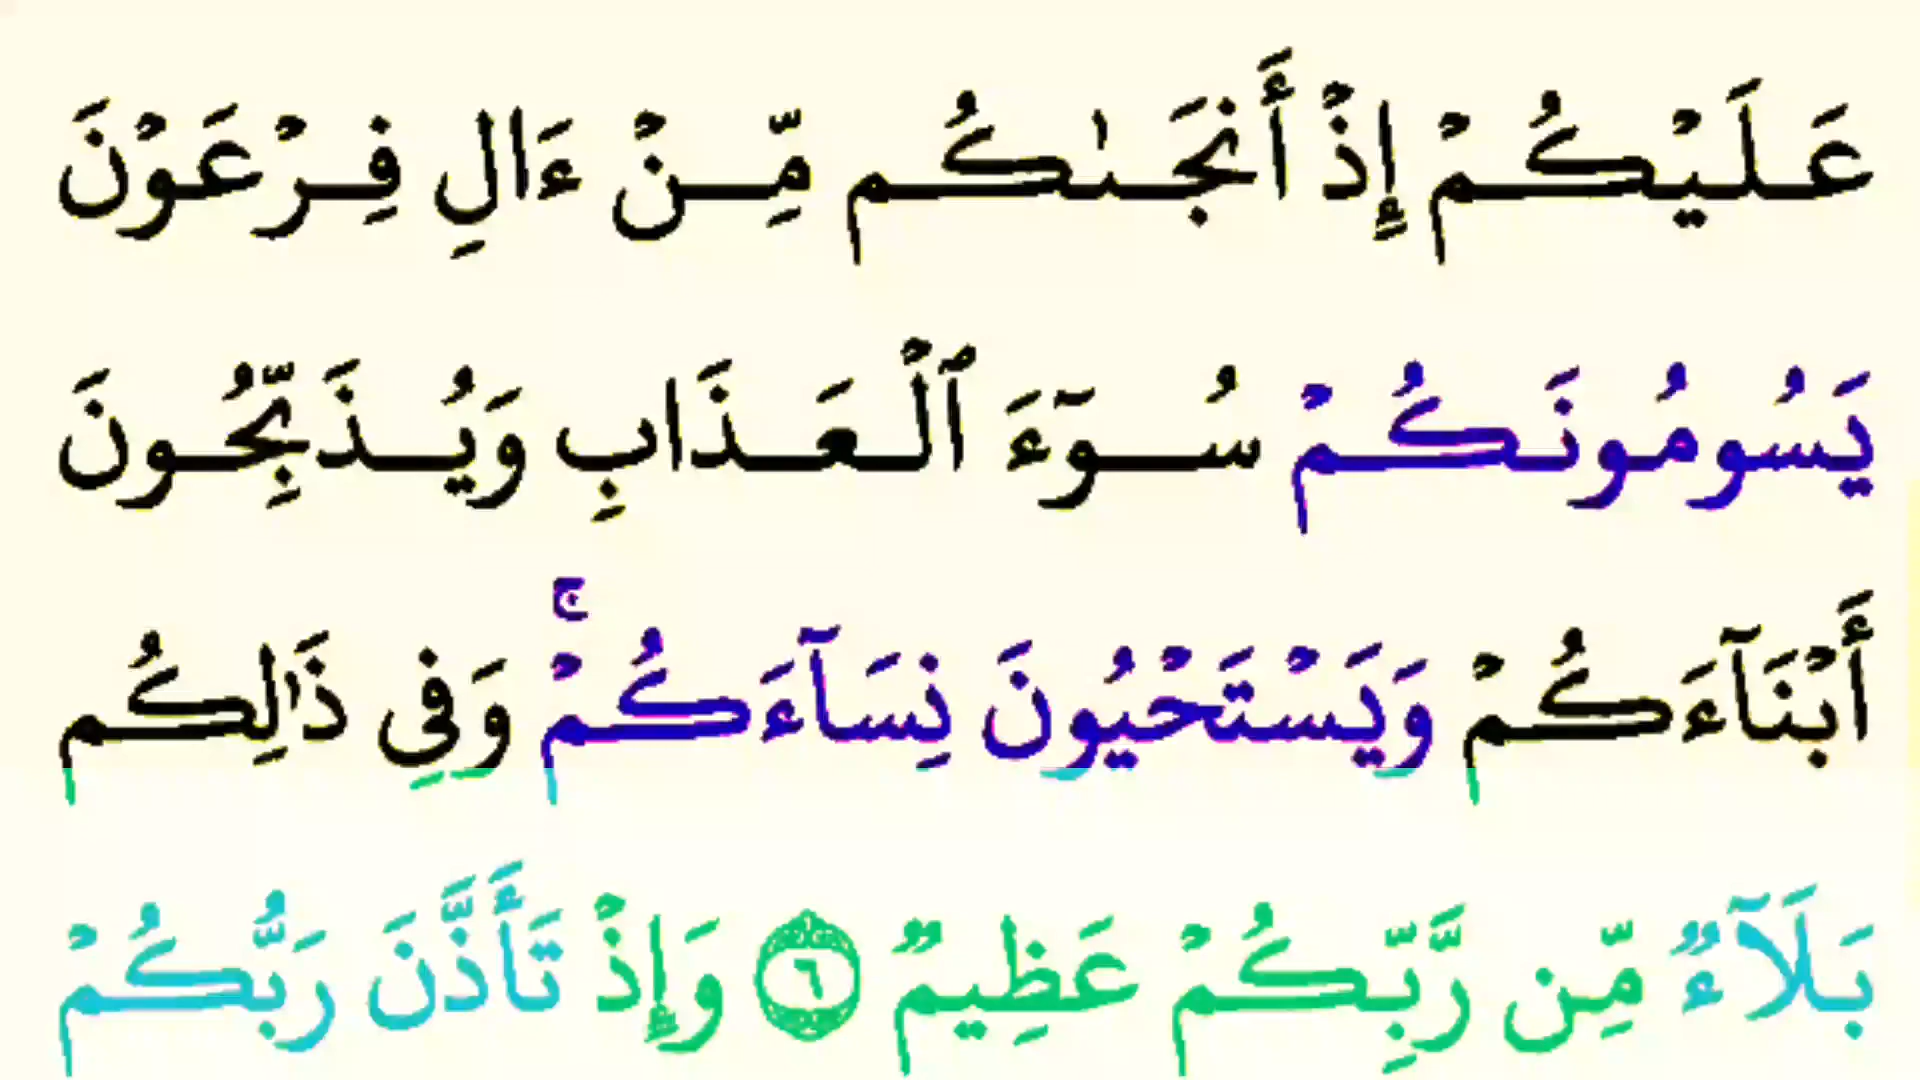 عَلَيْكُمْ إِذْ أَنجَىٰكُم مِّنْ ءَالِ فِرْعَوْنَ
يَسُومُونَكُمْ سُوٓءَ ٱلْعَذَابِ وَيُذَبِّحُونَ
أَبْنَآءَكُمْ وَيَسْتَحْيُونَ نِسَآءَكُمْ ۚ وَفِي ذَٰلِكُم
بَلَآءٌ مِّن رَّبِّكُمْ عَظِيمٌ ٦ وَإِذْ تَأَذَّنَ رَبُّكُمْ